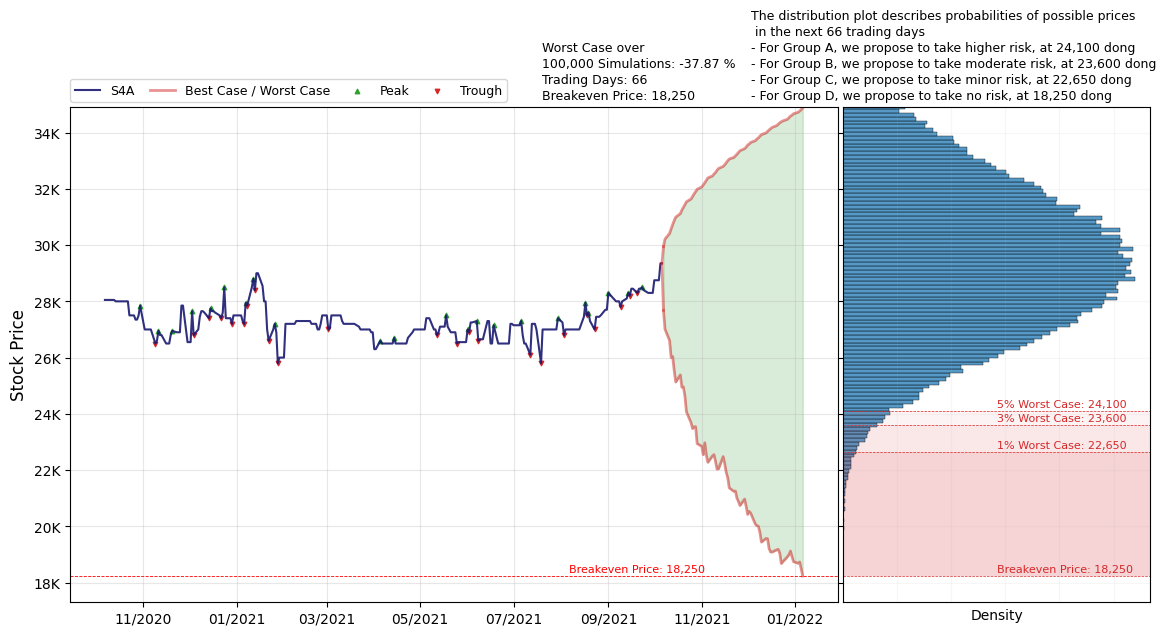 The distribution plot describes probabilities of possible prices
in the next 66 trading days
- For Group A, we propose to take higher risk, at 24,100 dong
- For Group B, we propose to take moderate risk, at 23,600 dong
- For Group C, we propose to take minor risk, at 22,650 dong
- For Group D, we propose to take no risk, at 18,250 dong
Worst Case over
100,000 Simulations: -37.87 %
Trading Days: 66
Breakeven Price: 18,250
S4A
Best Case / Worst Case
Peak
Trough
Stock Price
34K
32K
30K
28K
26K
24K
22K
20K
18K
Breakeven Price: 18,250
11/2020
01/2021
03/2021
05/2021
07/2021
09/2021
11/2021
01/2022
5% Worst Case: 24,100
3% Worst Case: 23,600
1% Worst Case: 22,650
Breakeven Price: 18,250
Density